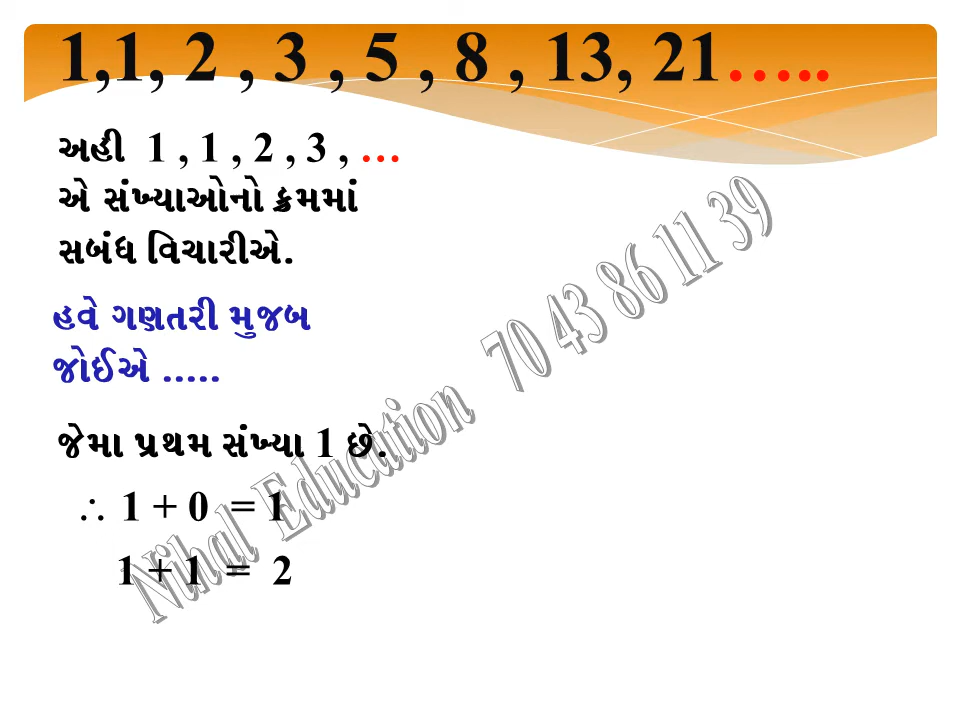 1,1, 2 , 3 , 5 , 8 , 13, 21…..
અહી 1 , 1 , 2 , 3 , …
એ સંખ્યાઓનો ક્રમમાં
સબંધ વિચારીએ.
હવે ગણતરી મુજબ
જોઈએ .....
જેમા પ્રથમ સંખ્યા 1 છે.
∴ 1 + 0 = 1
1 + 1 = 2
Nihal Education 70 43 86 11 39